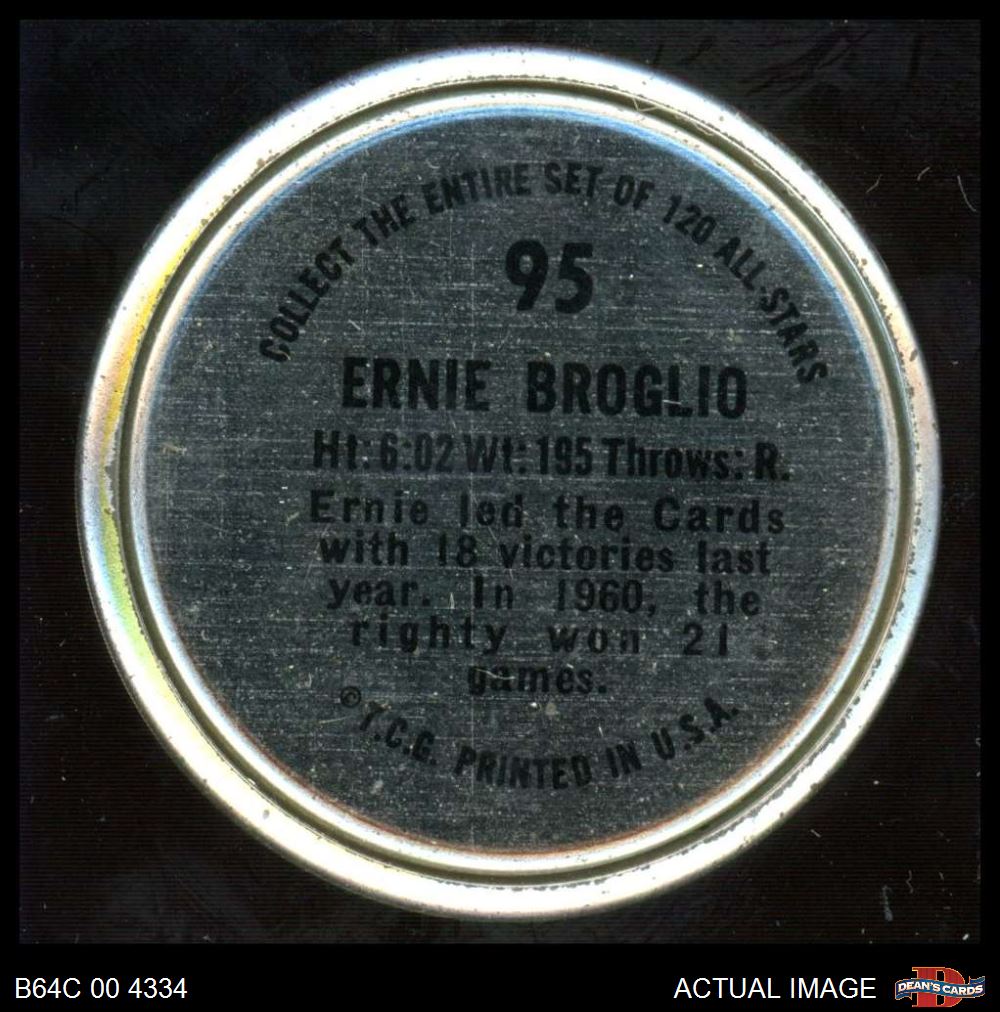 COLLECT THE ENTIRE SET OF 120 ALL-STARS
95
ERNIE BROGLIO
Ht: 6:02 Wt: 195 Throws: R.
Ernie led the Cards
with 18 victories last
year. In 1960, the
righty won 21
games.
© T.C.G. PRINTED IN U.S.A.
B64C 00 4334
ACTUAL IMAGE
D
DEAN'S CARDS